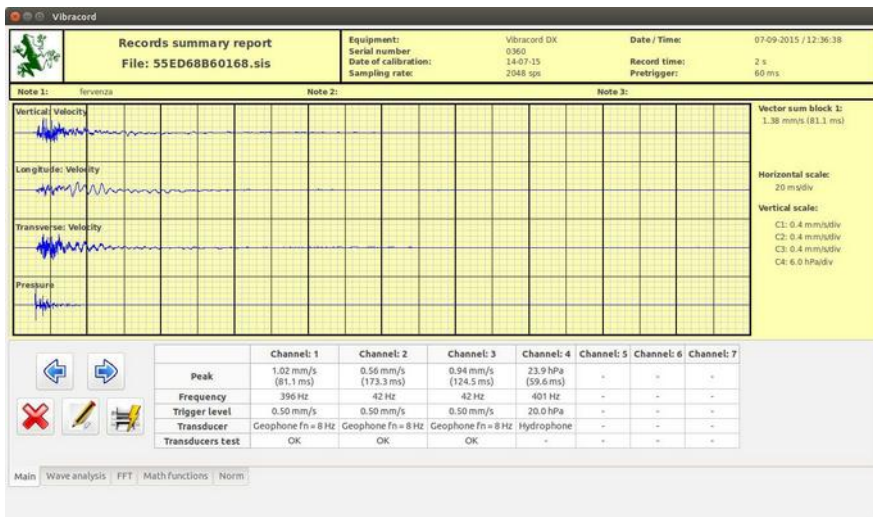 Vibracord
Records summary report
File: 55ED68B60168.sis
Equipment: Vibracord DX
Serial number 0360
Date of calibration: 14-07-15
Sampling rate: 2048 sps
Date / Time: 07-09-2015 / 12:36:38
Record time: 2 s
Pretrigger: 60 ms
Note 1: fervenza Note 2: Note 3:
Vertical: Velocity
Longitude: Velocity
Transverse: Velocity
Pressure
Vector sum block 1:
1.38 mm/s (81.1 ms)
Horizontal scale:
20 ms/div
Vertical scale:
C1: 0.4 mm/s/div
C2: 0.4 mm/s/div
C3: 0.4 mm/s/div
C4: 6.0 hPa/div
Channel: 1 Channel: 2 Channel: 3 Channel: 4 Channel: 5 Channel: 6 Channel: 7
Peak 1.02 mm/s (81.1 ms) 0.56 mm/s (173.3 ms) 0.94 mm/s (124.5 ms) 23.9 hPa (59.6 ms) - - -
Frequency 396 Hz 42 Hz 42 Hz 401 Hz - - -
Trigger level 0.50 mm/s 0.50 mm/s 0.50 mm/s 20.0 hPa - - -
Transducer Geophone fn = 8 Hz Geophone fn = 8 Hz Geophone fn = 8 Hz Hydrophone - - -
Transducers test OK OK OK - - - -
Main Wave analysis FFT Math functions Norm